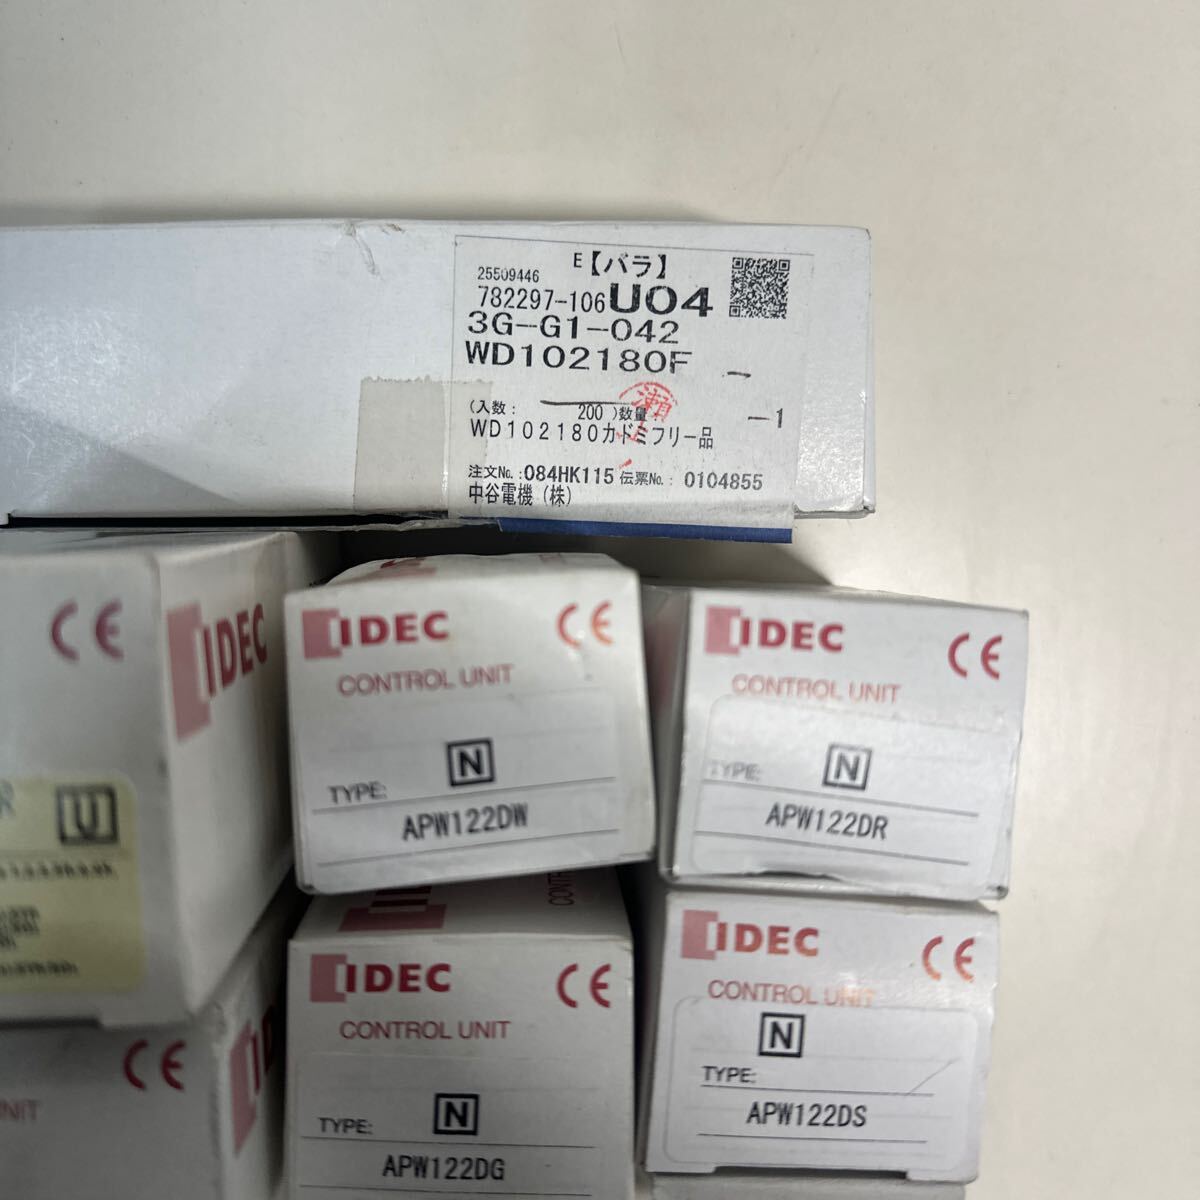 E【バラ】
25509446
782297-106 U04
3G-G1-042
WD102180F
(入数: 200 )数量: -1
WD102180カドミフリー品
注文No.:084HK115 伝票No.: 0104855
中谷電機(株)
CE IDEC
U
IDEC CE
CONTROL UNIT
N
TYPE:
APW122DW
IDEC CE
CONTROL UNIT
N
TYPE:
APW122DR
CE
IDEC CE
CONTROL UNIT
N
TYPE:
APW122DG
IDEC CE
CONTROL UNIT
N
TYPE:
APW122DS